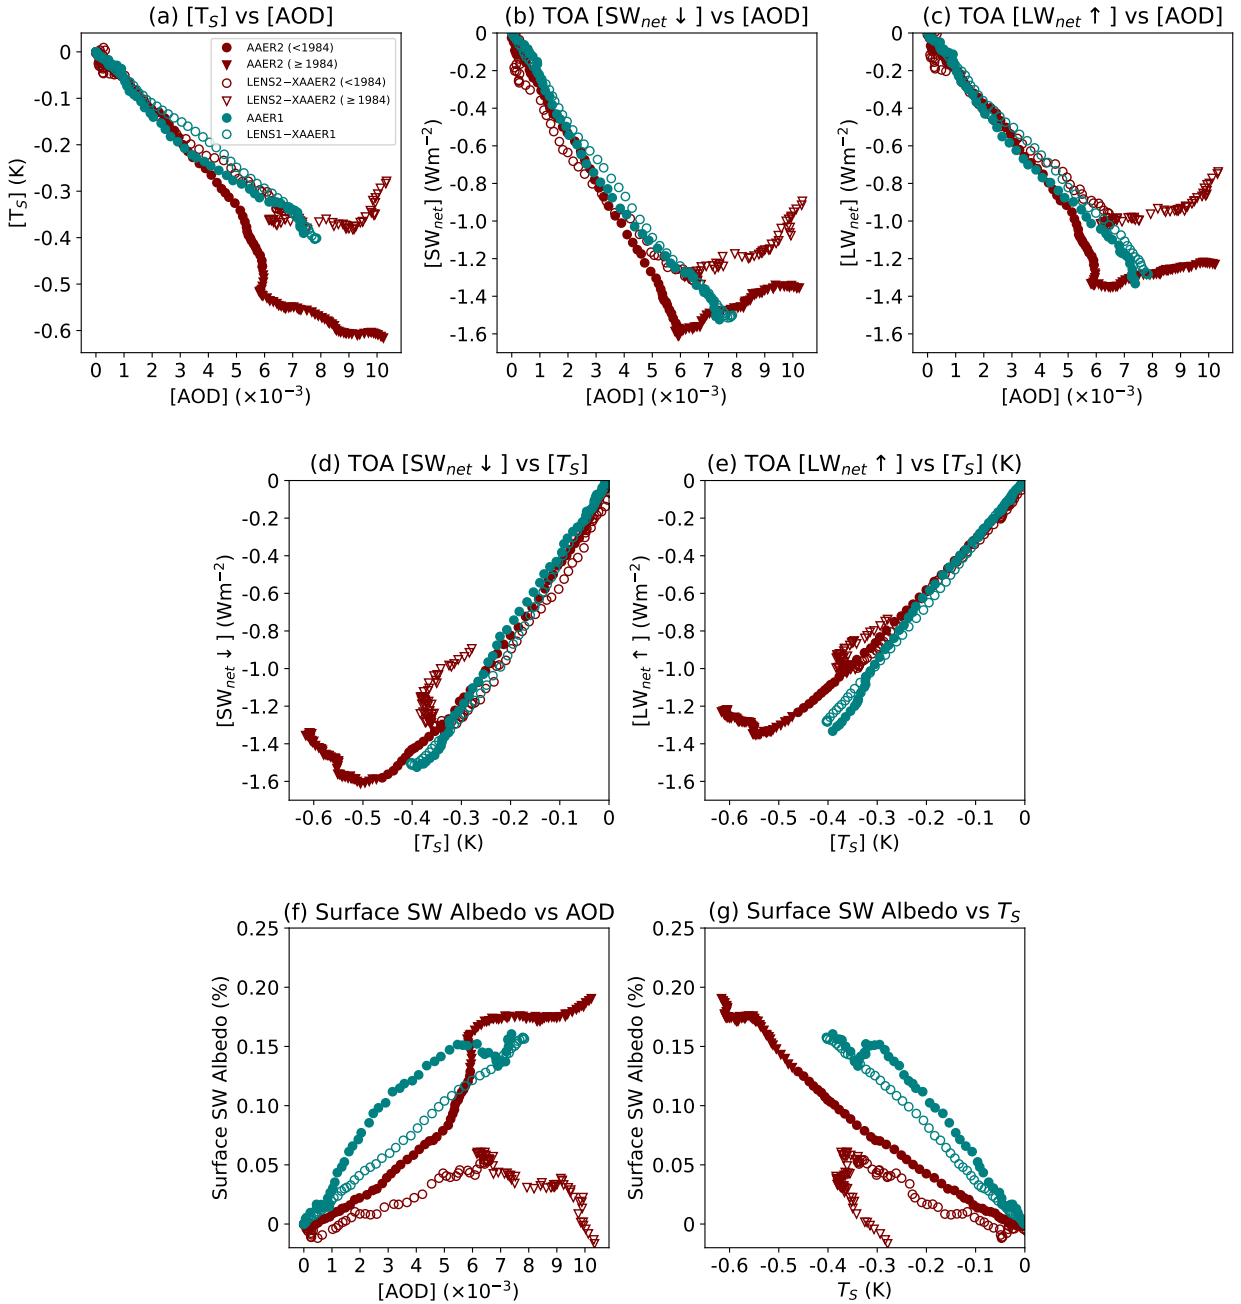 (a) [T_S] vs [AOD]
(b) TOA [SW_net ↓ ] vs [AOD]
(c) TOA [LW_net ↑ ] vs [AOD]
AAER2 (<1984)
AAER2 (≥1984)
LENS2−XAAER2 (<1984)
LENS2−XAAER2 (≥1984)
AAER1
LENS1−XAAER1
[T_S] (K)
0
-0.1
-0.2
-0.3
-0.4
-0.5
-0.6
0 1 2 3 4 5 6 7 8 9 10
[AOD] (×10⁻³)
[SW_net] (Wm⁻²)
0
-0.2
-0.4
-0.6
-0.8
-1.0
-1.2
-1.4
-1.6
0 1 2 3 4 5 6 7 8 9 10
[AOD] (×10⁻³)
[LW_net] (Wm⁻²)
0
-0.2
-0.4
-0.6
-0.8
-1.0
-1.2
-1.4
-1.6
0 1 2 3 4 5 6 7 8 9 10
[AOD] (×10⁻³)
(d) TOA [SW_net ↓ ] vs [T_S]
(e) TOA [LW_net ↑ ] vs [T_S] (K)
[SW_net ↓ ] (Wm⁻²)
0
-0.2
-0.4
-0.6
-0.8
-1.0
-1.2
-1.4
-1.6
-0.6 -0.5 -0.4 -0.3 -0.2 -0.1 0
[T_S] (K)
[LW_net ↑ ] (Wm⁻²)
0
-0.2
-0.4
-0.6
-0.8
-1.0
-1.2
-1.4
-1.6
-0.6 -0.5 -0.4 -0.3 -0.2 -0.1 0
[T_S] (K)
(f) Surface SW Albedo vs AOD
(g) Surface SW Albedo vs T_S
Surface SW Albedo (%)
0.25
0.20
0.15
0.10
0.05
0
0 1 2 3 4 5 6 7 8 9 10
[AOD] (×10⁻³)
Surface SW Albedo (%)
0.25
0.20
0.15
0.10
0.05
0
-0.6 -0.5 -0.4 -0.3 -0.2 -0.1 0
T_S (K)